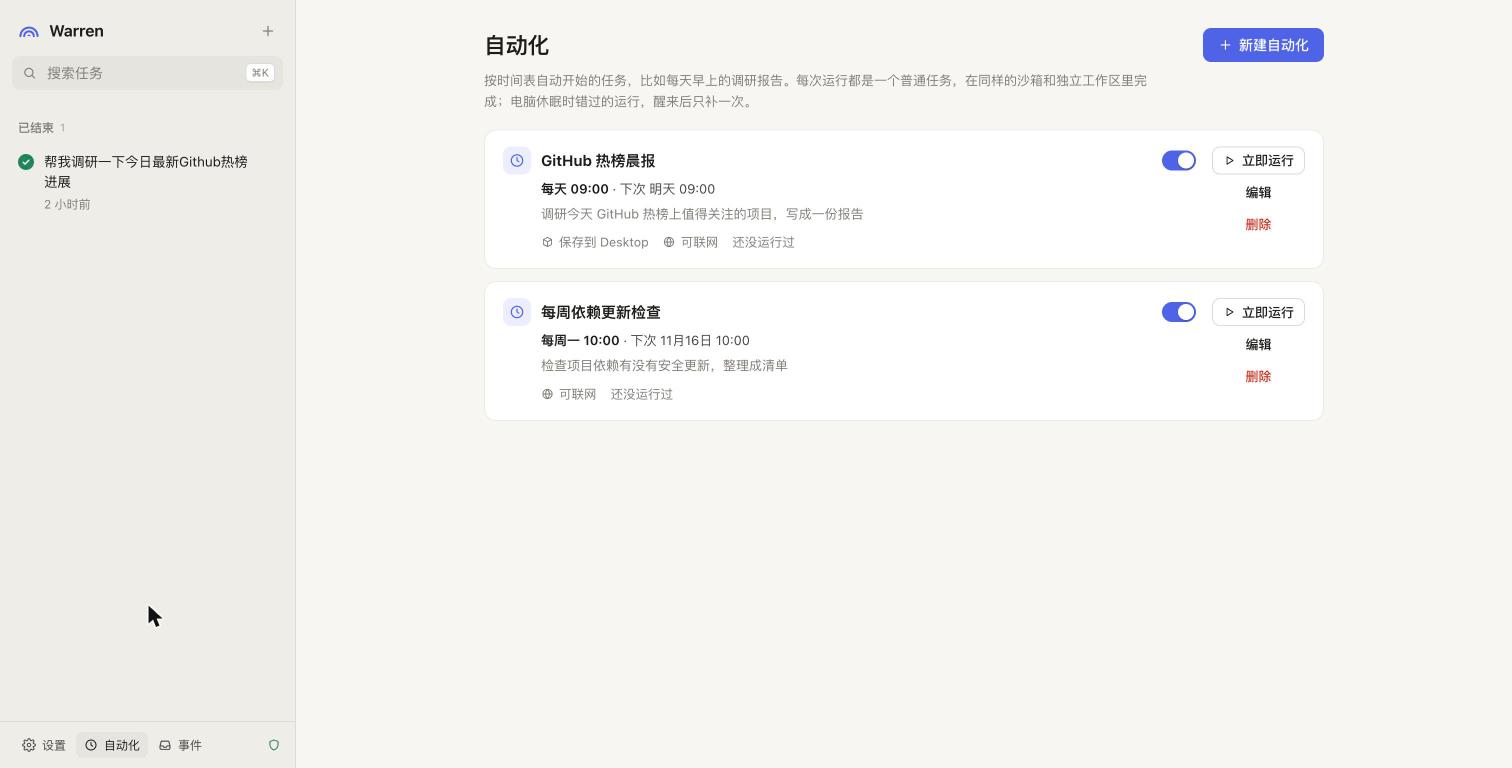 Warren
搜索任务
⌘K
已结束 1
帮我调研一下今日最新Github热榜
进展
2 小时前
设置
自动化
事件
自动化
新建自动化
按时间表自动开始的任务，比如每天早上的调研报告。每次运行都是一个普通任务，在同样的沙箱和独立工作区里完
成；电脑休眠时错过的运行，醒来后只补一次。
GitHub 热榜晨报
立即运行
每天 09:00 · 下次 明天 09:00
编辑
调研今天 GitHub 热榜上值得关注的项目，写成一份报告
删除
保存到 Desktop 可联网 还没运行过
每周依赖更新检查
立即运行
每周一 10:00 · 下次 11月16日 10:00
编辑
检查项目依赖有没有安全更新，整理成清单
删除
可联网 还没运行过